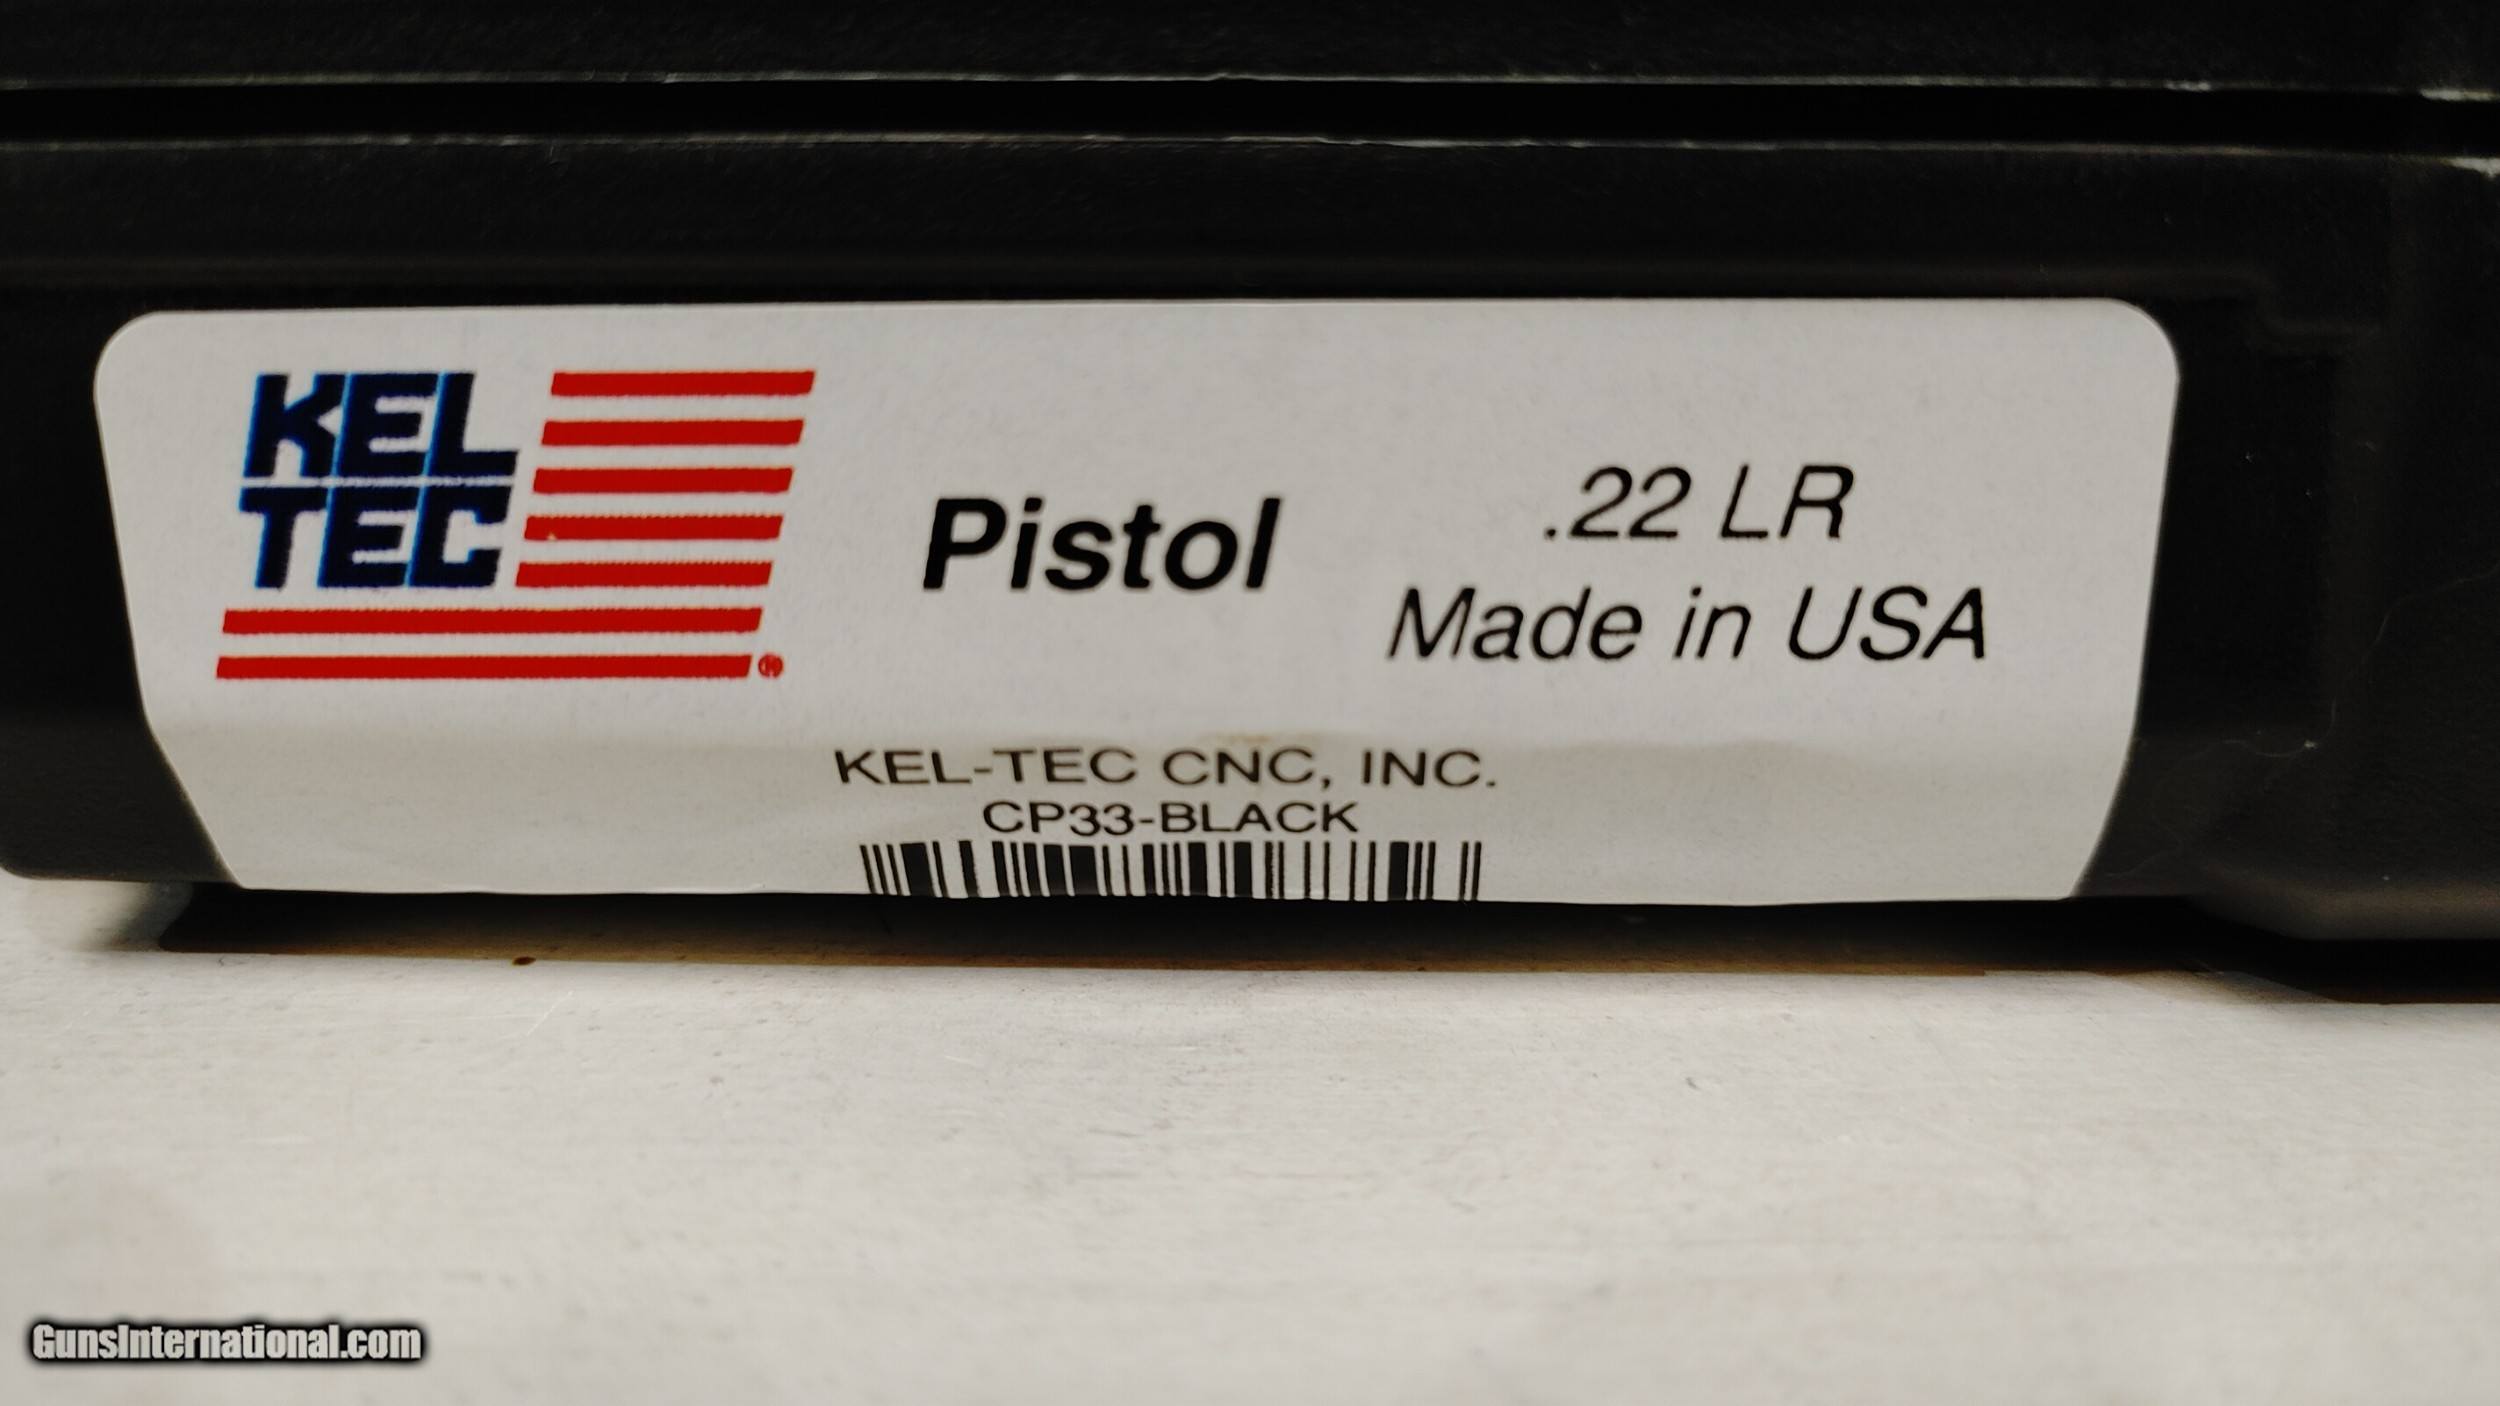 KEL
TEC
Pistol
.22 LR
Made in USA
KEL-TEC CNC, INC.
CP33-BLACK
GunsInternational.com